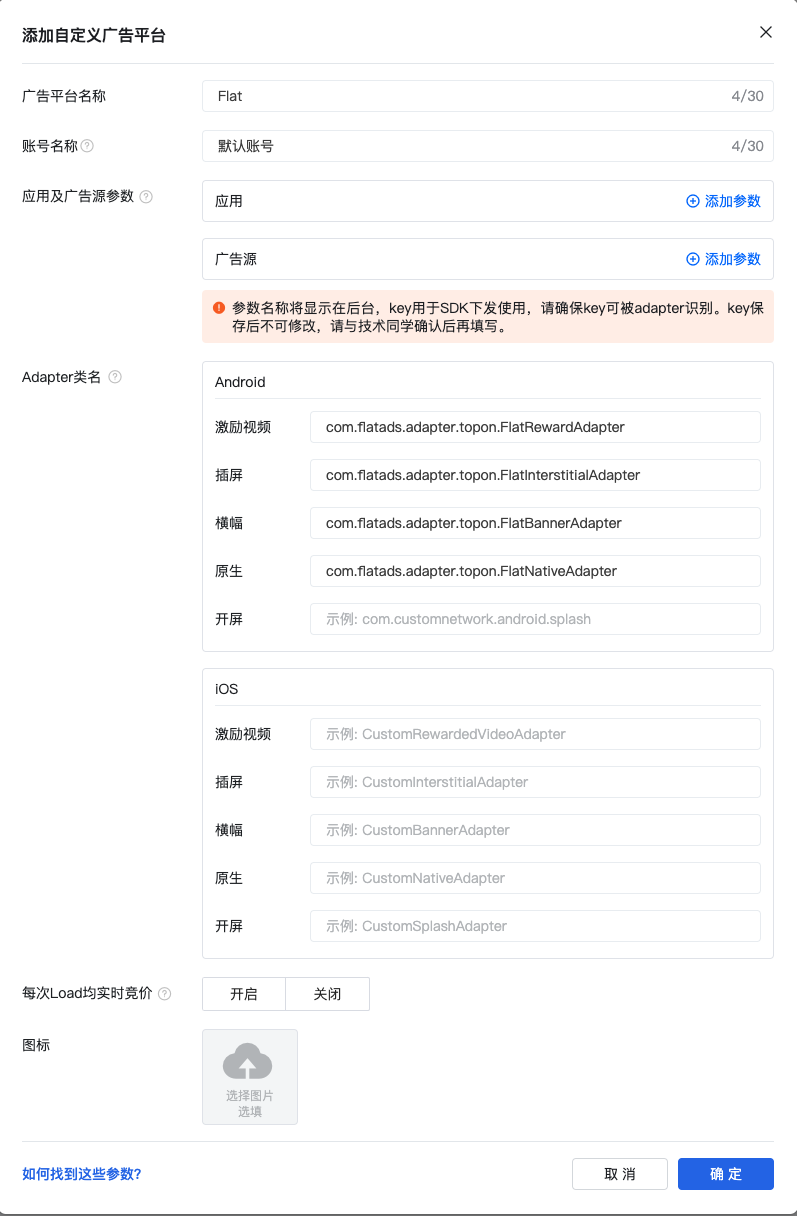 添加自定义广告平台
广告平台名称
Flat
4/30
账号名称
默认账号
4/30
应用及广告源参数
应用
添加参数
广告源
添加参数
参数名称将显示在后台，key用于SDK下发使用，请确保key可被adapter识别。key保
存后不可修改，请与技术同学确认后再填写。
Adapter类名
Android
激励视频
com.flatads.adapter.topon.FlatRewardAdapter
插屏
com.flatads.adapter.topon.FlatInterstitialAdapter
横幅
com.flatads.adapter.topon.FlatBannerAdapter
原生
com.flatads.adapter.topon.FlatNativeAdapter
开屏
示例: com.customnetwork.android.splash
iOS
激励视频
示例: CustomRewardedVideoAdapter
插屏
示例: CustomInterstitialAdapter
横幅
示例: CustomBannerAdapter
原生
示例: CustomNativeAdapter
开屏
示例: CustomSplashAdapter
每次Load均实时竞价
开启
关闭
图标
选择图片
选填
如何找到这些参数?
取 消
确 定